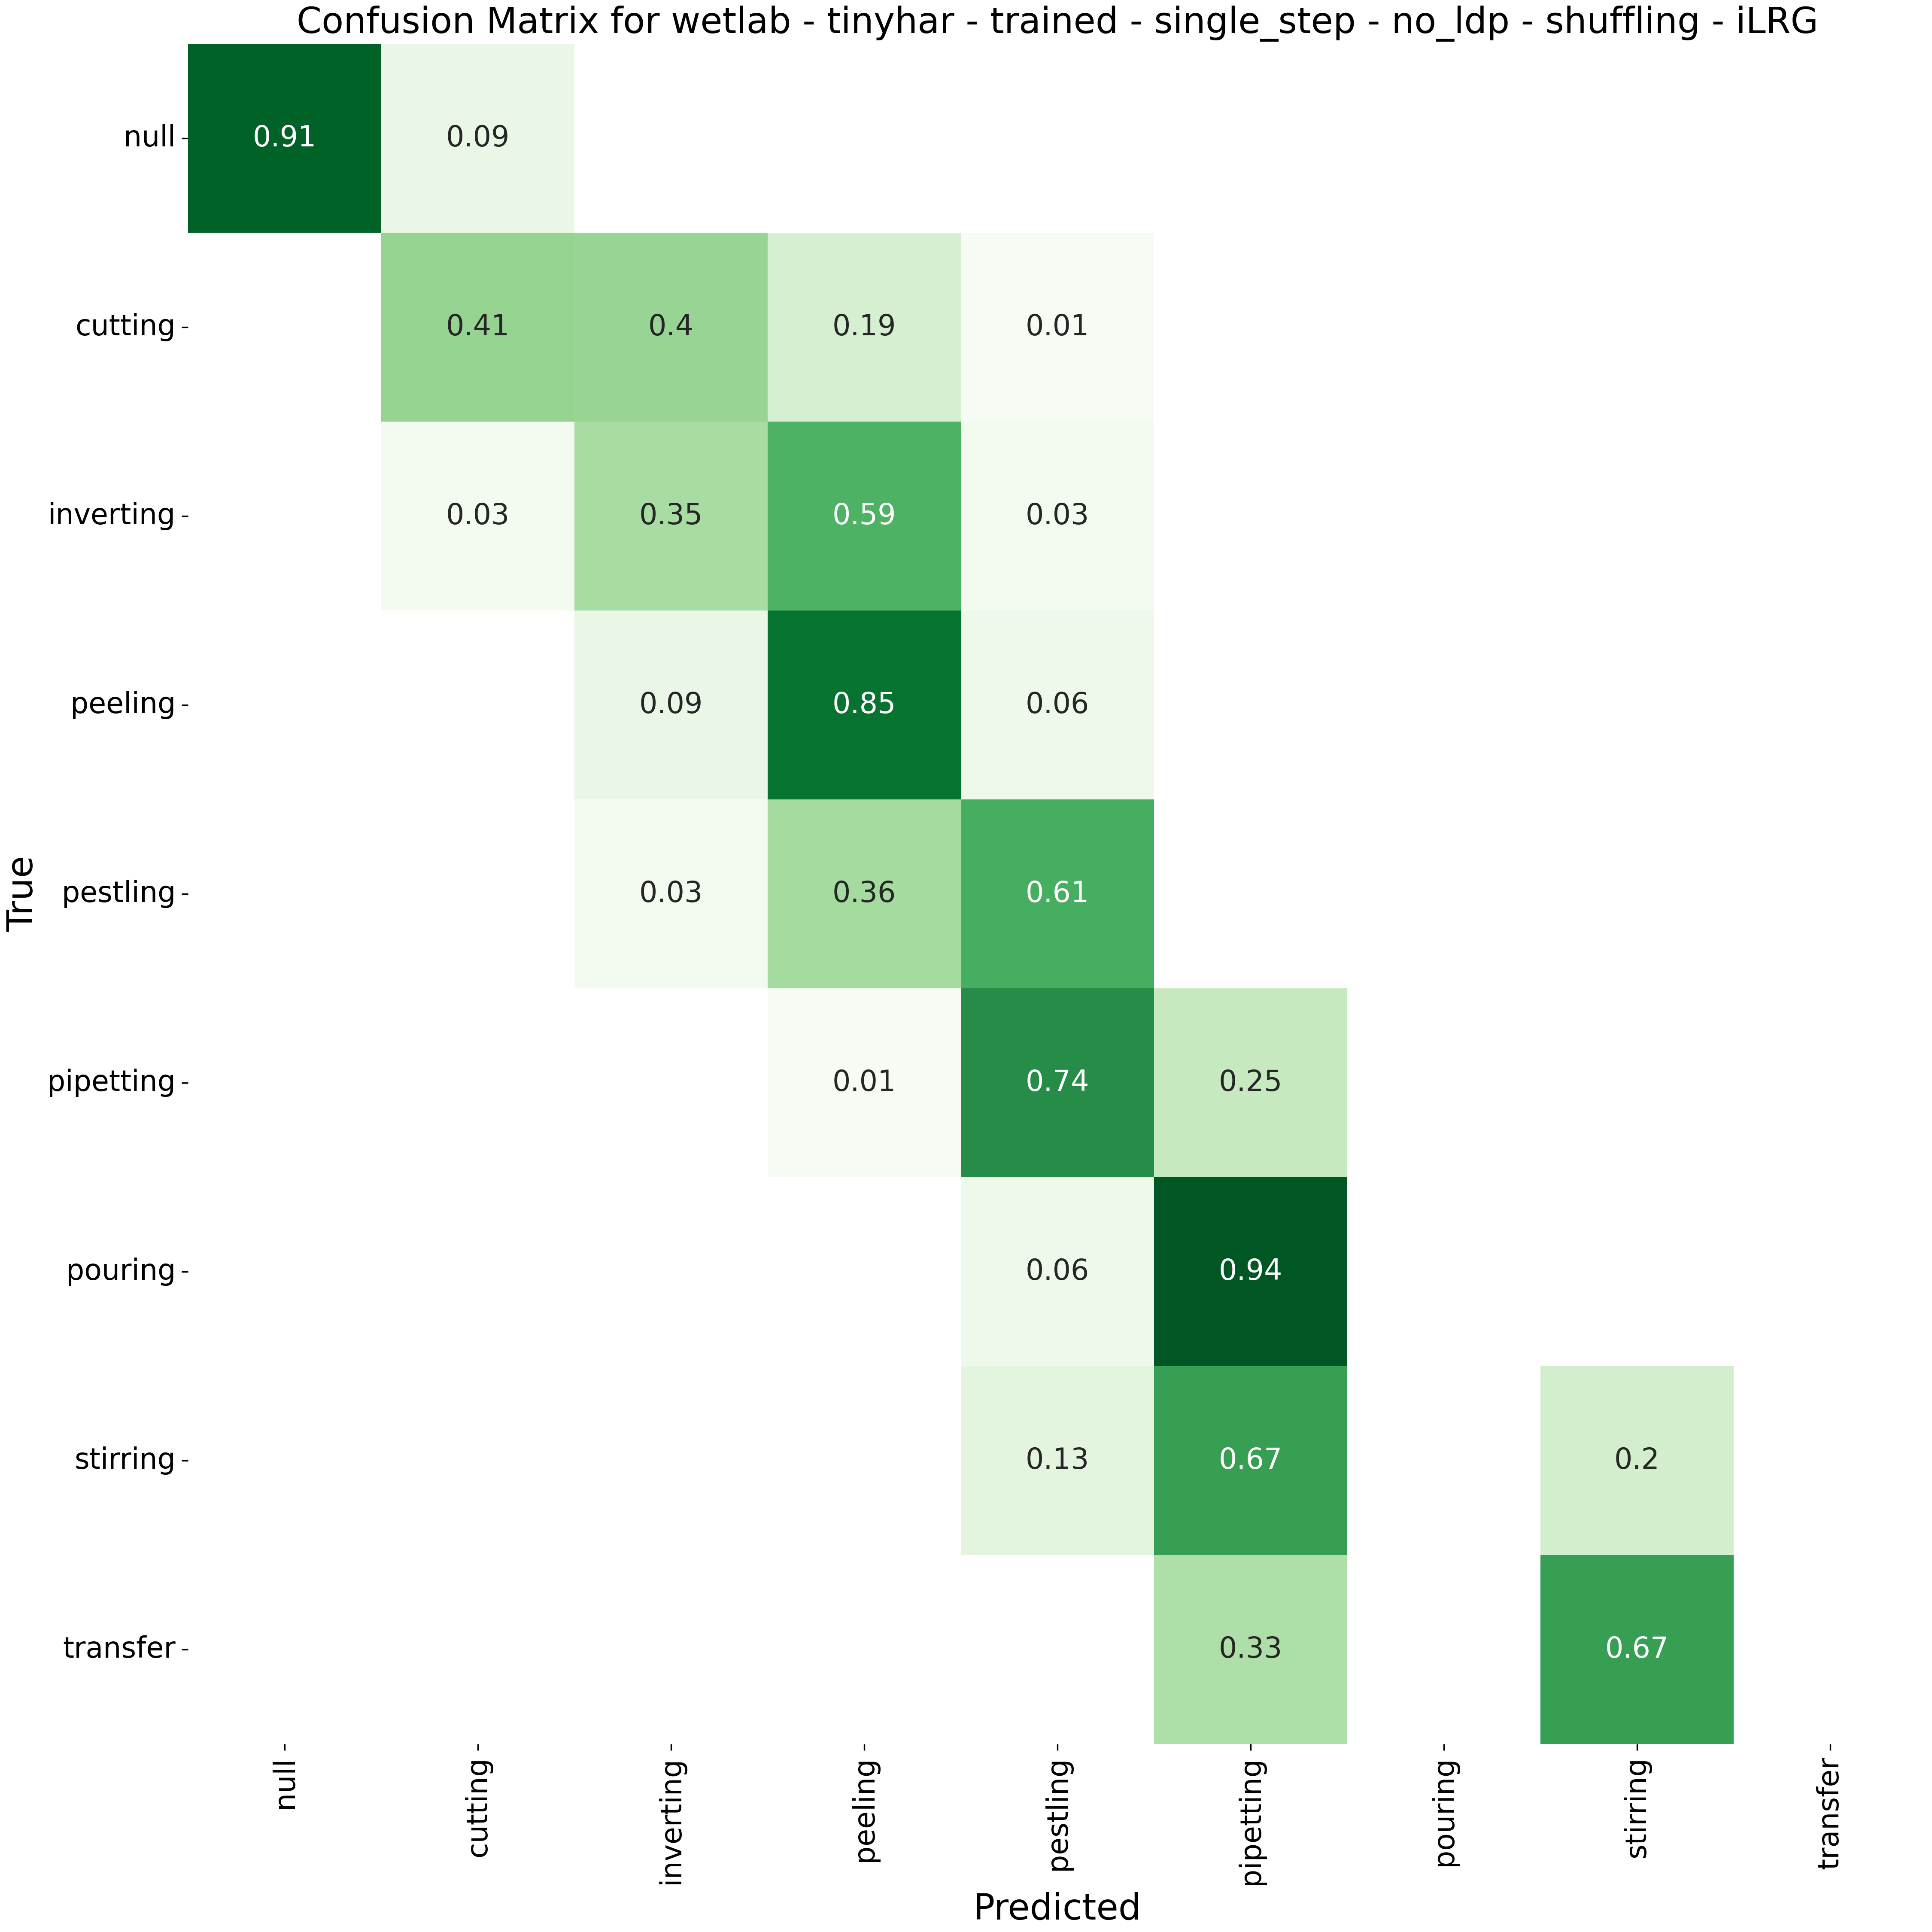 Confusion Matrix for wetlab - tinyhar - trained - single_step - no_ldp - shuffling - iLRG
null 0.91 0.09
cutting 0.41 0.4 0.19 0.01
inverting 0.03 0.35 0.59 0.03
peeling 0.09 0.85 0.06
pestling 0.03 0.36 0.61
pipetting 0.01 0.74 0.25
pouring 0.06 0.94
stirring 0.13 0.67 0.2
transfer 0.33 0.67
True
null cutting inverting peeling pestling pipetting pouring stirring transfer
Predicted